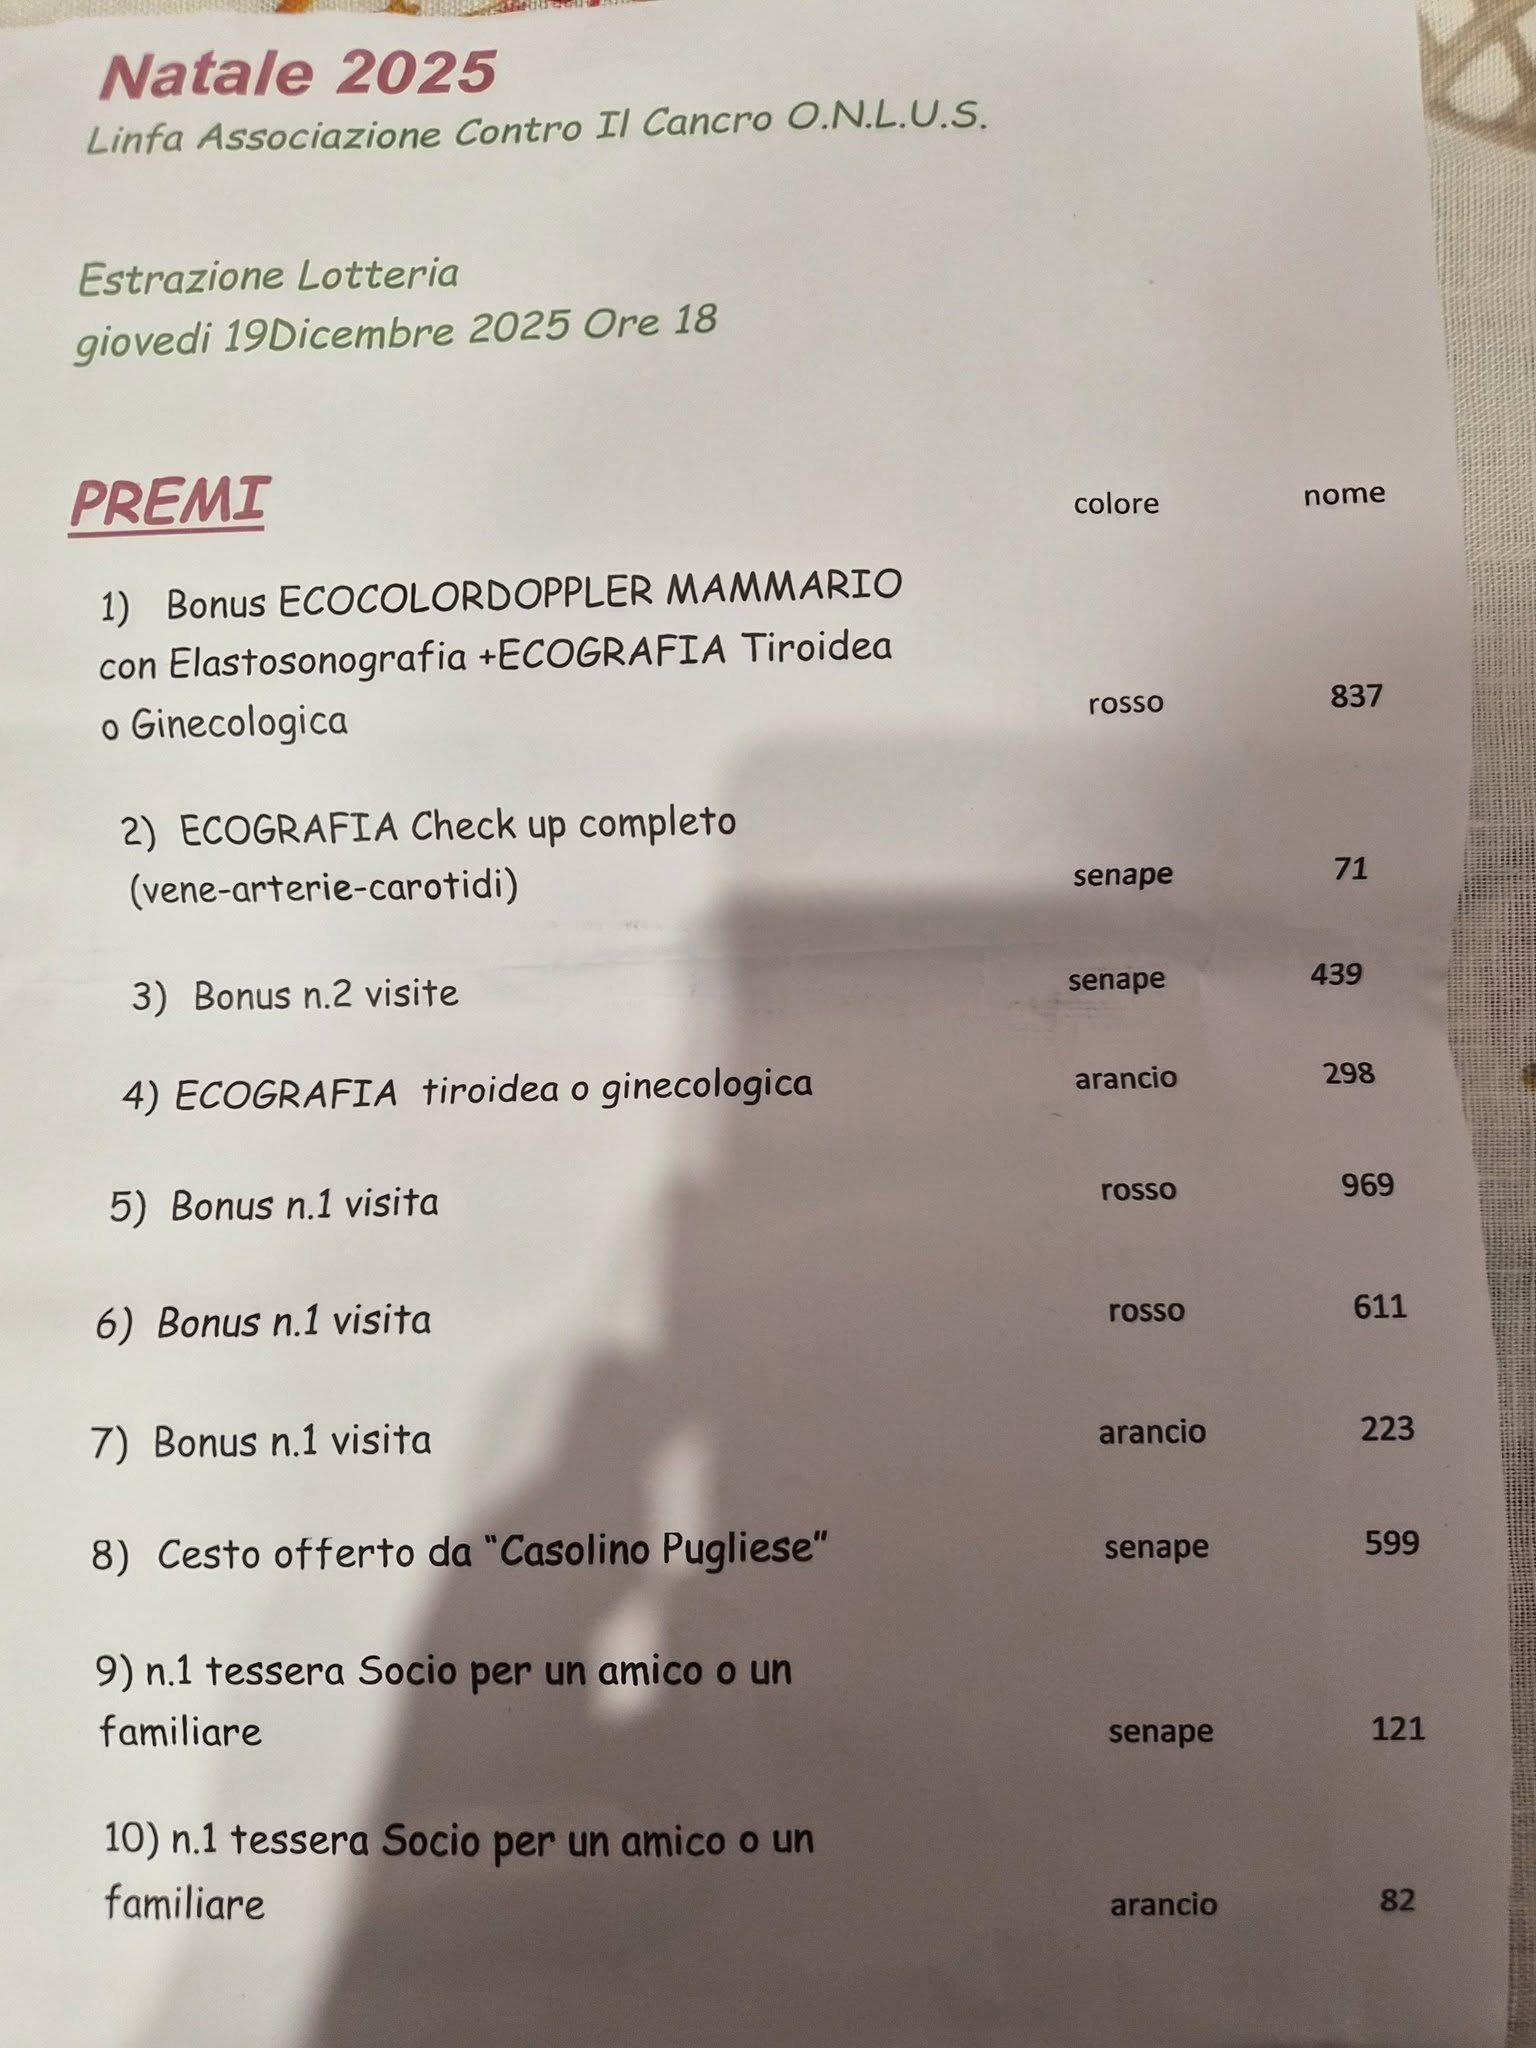 Natale 2025
Linfa Associazione Contro Il Cancro O.N.L.U.S.
Estrazione Lotteria
giovedi 19Dicembre 2025 Ore 18
PREMI colore nome
1) Bonus ECOCOLORDOPPLER MAMMARIO
con Elastosonografia +ECOGRAFIA Tiroidea
o Ginecologica rosso 837
2) ECOGRAFIA Check up completo
(vene-arterie-carotidi) senape 71
3) Bonus n.2 visite senape 439
4) ECOGRAFIA tiroidea o ginecologica arancio 298
5) Bonus n.1 visita rosso 969
6) Bonus n.1 visita rosso 611
7) Bonus n.1 visita arancio 223
8) Cesto offerto da "Casolino Pugliese" senape 599
9) n.1 tessera Socio per un amico o un
familiare senape 121
10) n.1 tessera Socio per un amico o un
familiare arancio 82